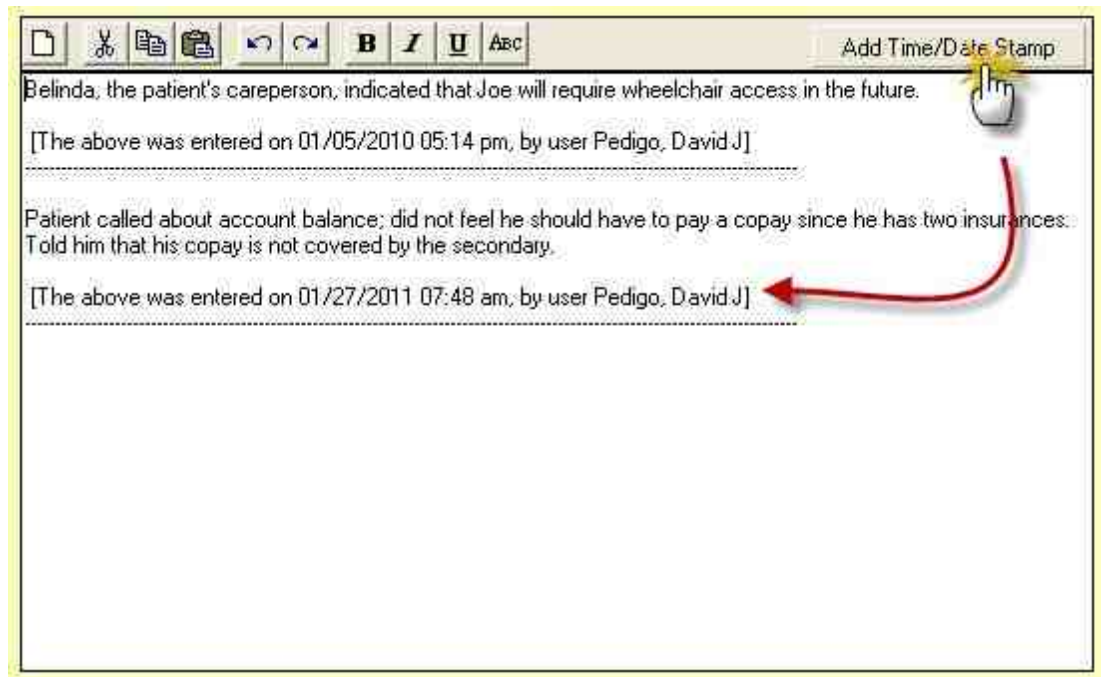 B I U ABC Add Time/Date Stamp
Belinda, the patient's careperson, indicated that Joe will require wheelchair access in the future.
[The above was entered on 01/05/2010 05:14 pm, by user Pedigo, David J]
Patient called about account balance; did not feel he should have to pay a copay since he has two insurances.
Told him that his copay is not covered by the secondary.
[The above was entered on 01/27/2011 07:48 am, by user Pedigo, David J]